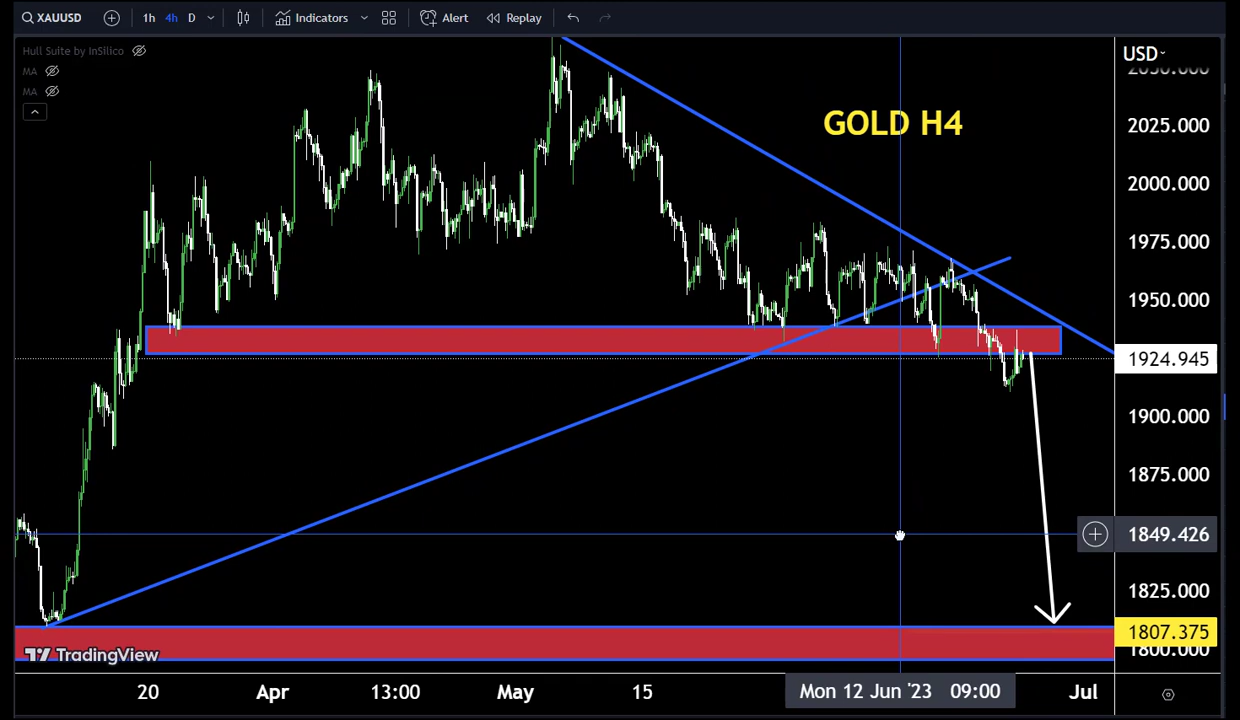 XAUUSD 1h 4h D Indicators Alert Replay
Hull Suite by InSilico
MA
MA
USD
GOLD H4
2050.000
2025.000
2000.000
1975.000
1950.000
1924.945
1900.000
1875.000
1849.426
1825.000
1807.375
1800.000
TradingView
20 Apr 13:00 May 15 Mon 12 Jun '23 09:00 Jul